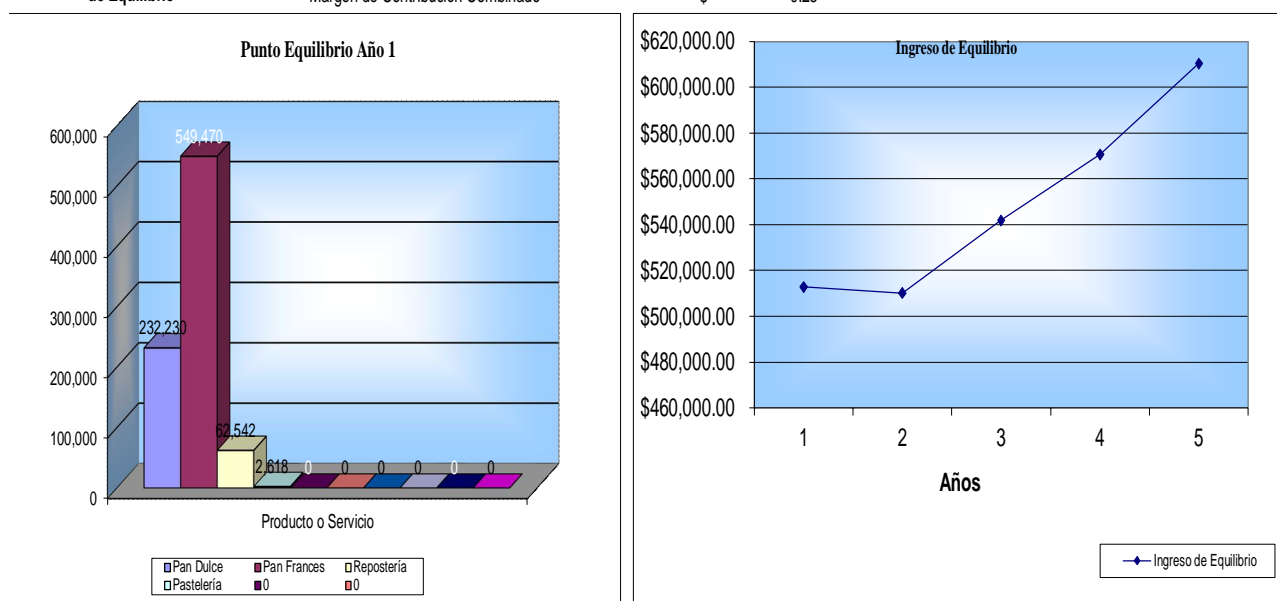 de Equilibrio Margen de Contribución Combinado $
Punto Equilibrio Año 1
600,000
500,000
400,000
300,000
200,000
100,000
0
549,470
232,230
62,542
2,618
0
0
0
0
0
0
Producto o Servicio
Pan Dulce Pan Frances Repostería
Pastelería 0 0
Ingreso de Equilibrio
$620,000.00
$600,000.00
$580,000.00
$560,000.00
$540,000.00
$520,000.00
$500,000.00
$480,000.00
$460,000.00
1 2 3 4 5
Años
Ingreso de Equilibrio